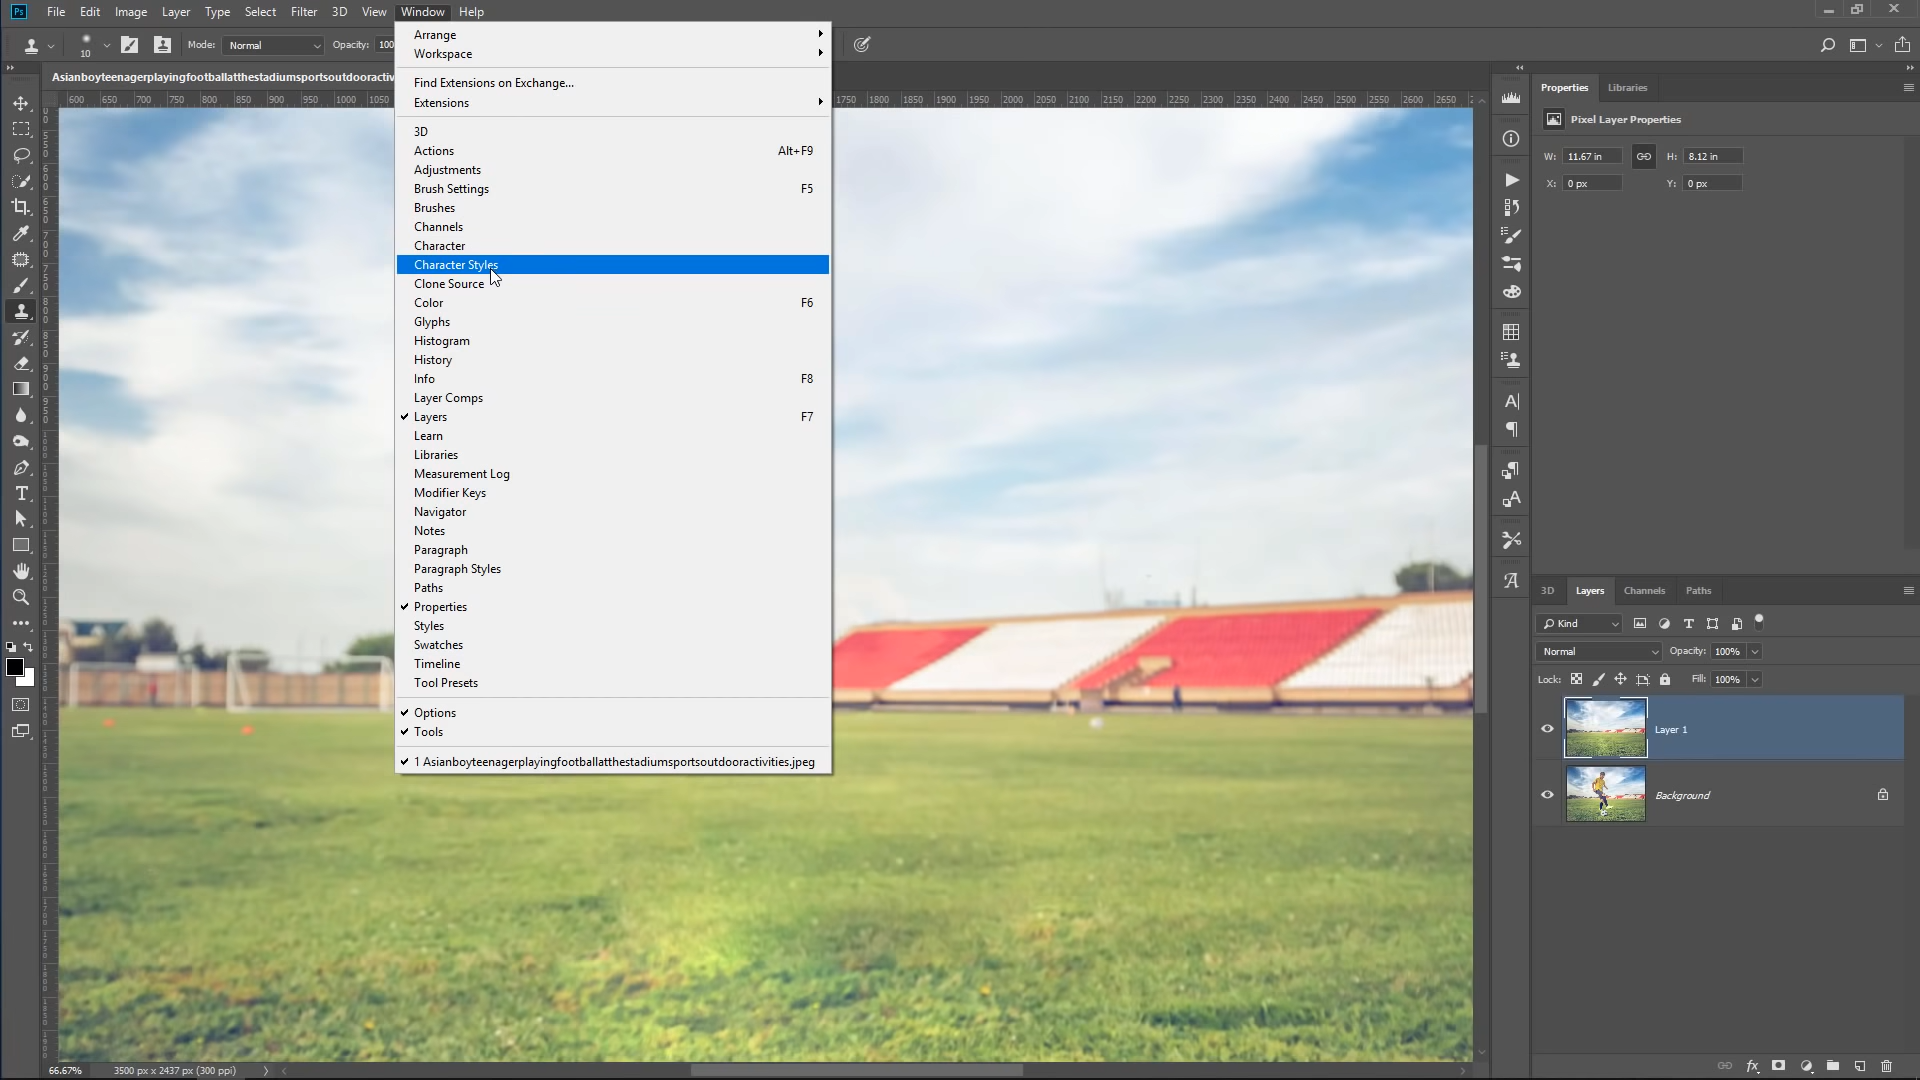 Ps File Edit Image Layer Type Select Filter 3D View Window Help
10 Mode: Normal Opacity: 100
Asianboyteenagerplayingfootballatthestadiumsportsoutdooractiv
600 650 700 750 800 850 900 950 1000 1050 1750 1800 1850 1900 1950 2000 2050 2100 2150 2200 2250 2300 2350 2400 2450 2500 2550 2600 2650
Arrange
Workspace
Find Extensions on Exchange...
Extensions
3D
Actions Alt+F9
Adjustments
Brush Settings F5
Brushes
Channels
Character
Character Styles
Clone Source
Color F6
Glyphs
Histogram
History
Info F8
Layer Comps
Layers F7
Learn
Libraries
Measurement Log
Modifier Keys
Navigator
Notes
Paragraph
Paragraph Styles
Paths
Properties
Styles
Swatches
Timeline
Tool Presets
Options
Tools
1 Asianboyteenagerplayingfootballatthestadiumsportsoutdooractivities.jpeg
Properties Libraries
Pixel Layer Properties
W: 11.67 in H: 8.12 in
X: 0 px Y: 0 px
3D Layers Channels Paths
Kind
Normal Opacity: 100%
Lock: Fill: 100%
Layer 1
Background
66.67% 3500 px x 2437 px (300 ppi)